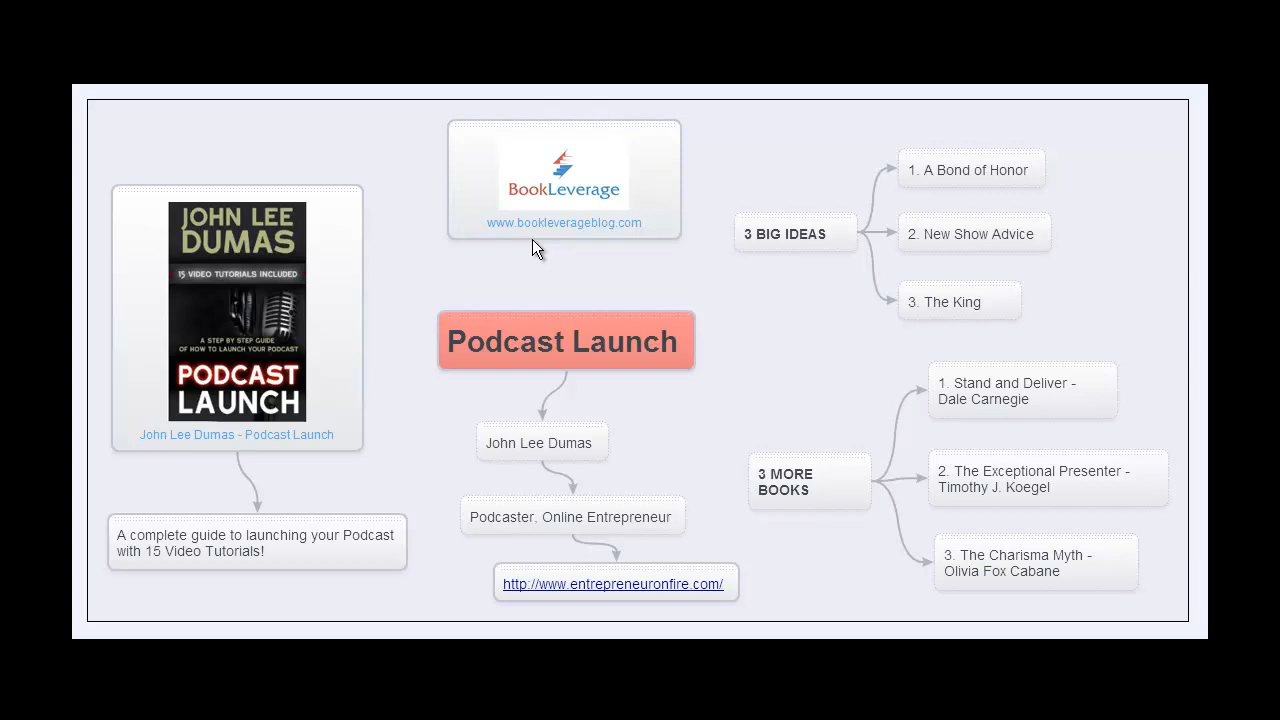 JOHN LEE
DUMAS
15 VIDEO TUTORIALS INCLUDED
A STEP BY STEP GUIDE
OF HOW TO LAUNCH YOUR PODCAST
PODCAST
LAUNCH
John Lee Dumas - Podcast Launch
A complete guide to launching your Podcast
with 15 Video Tutorials!
BookLeverage
www.bookleverageblog.com
Podcast Launch
John Lee Dumas
Podcaster, Online Entrepreneur
http://www.entrepreneuronfire.com/
3 BIG IDEAS
1. A Bond of Honor
2. New Show Advice
3. The King
3 MORE
BOOKS
1. Stand and Deliver -
Dale Carnegie
2. The Exceptional Presenter -
Timothy J. Koegel
3. The Charisma Myth -
Olivia Fox Cabane